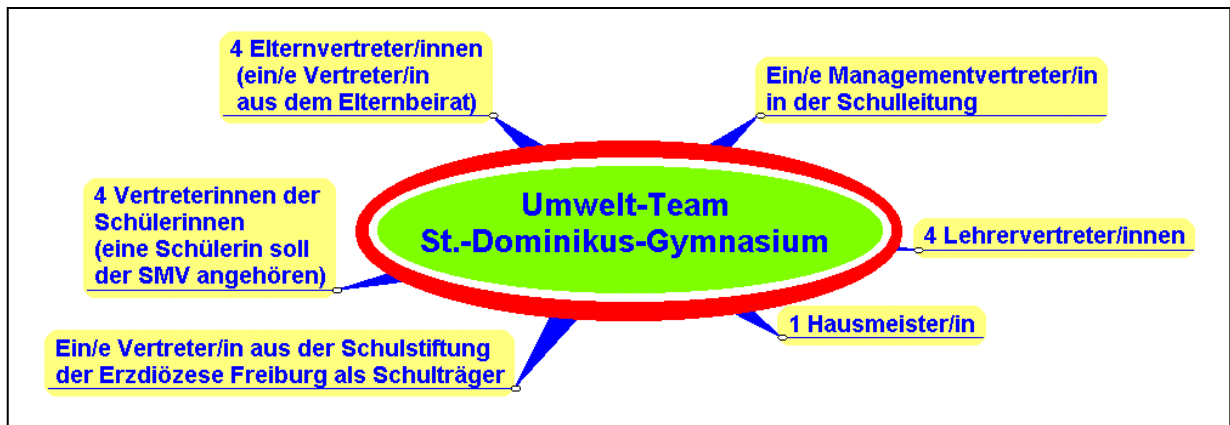 4 Elternvertreter/innen
(ein/e Vertreter/in
aus dem Elternbeirat)
Ein/e Managementvertreter/in
in der Schulleitung
4 Vertreterinnen der
Schülerinnen
(eine Schülerin soll
der SMV angehören)
Umwelt-Team
St.-Dominikus-Gymnasium
4 Lehrervertreter/innen
1 Hausmeister/in
Ein/e Vertreter/in aus der Schulstiftung
der Erzdiözese Freiburg als Schulträger